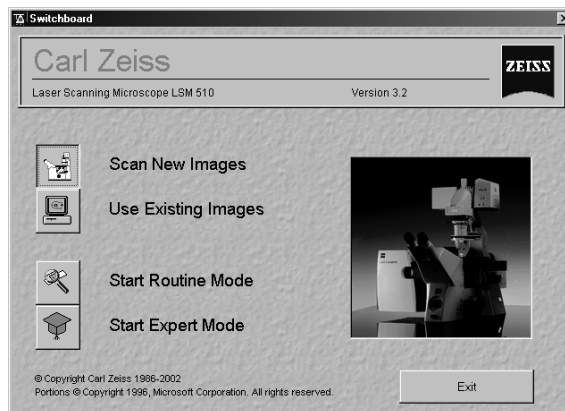 Switchboard
Carl Zeiss
ZEISS
Laser Scanning Microscope LSM 510 Version 3.2
Scan New Images
Use Existing Images
Start Routine Mode
Start Expert Mode
© Copyright Carl Zeiss 1986-2002
Portions © Copyright 1996, Microsoft Corporation. All rights reserved.
Exit